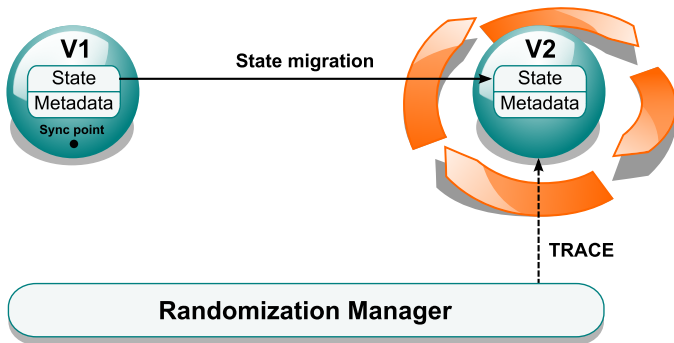 V1
State
Metadata
Sync point
State migration
V2
State
Metadata
TRACE
Randomization Manager